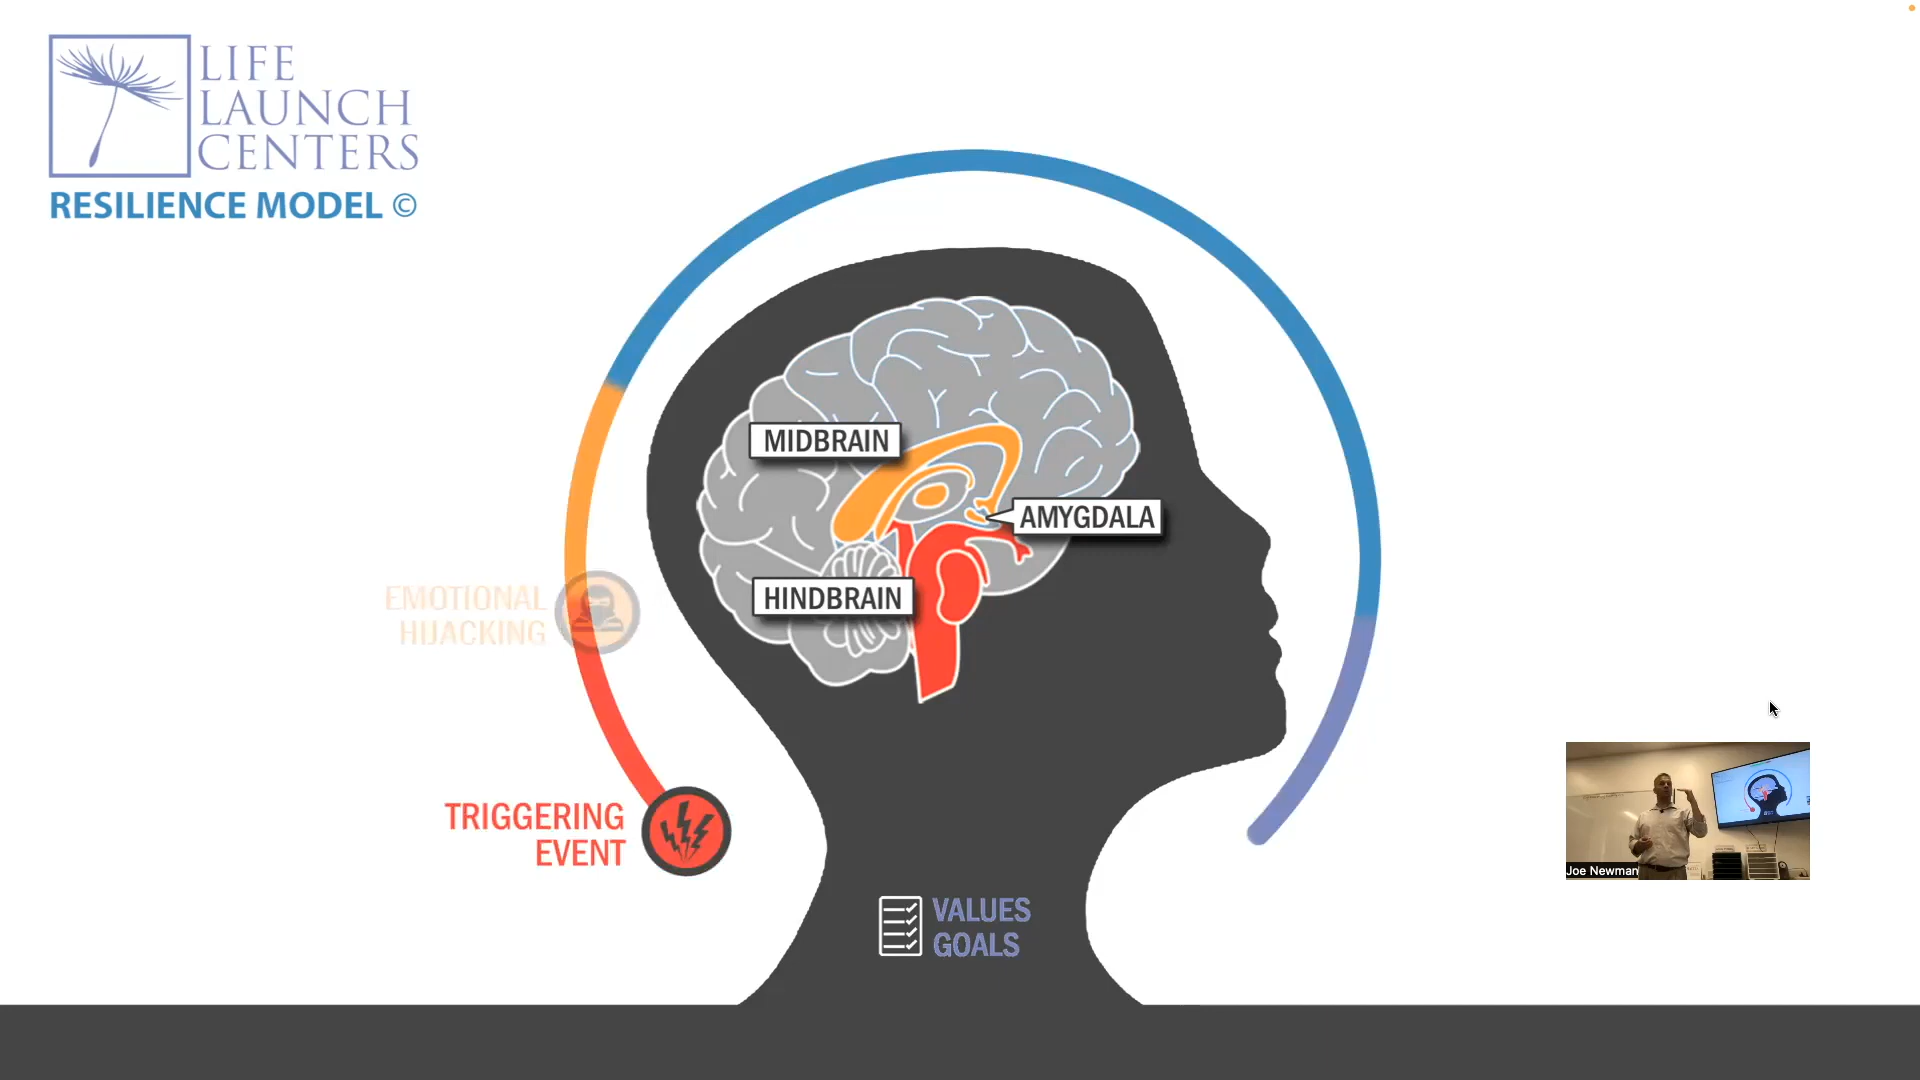 LIFE
LAUNCH
CENTERS
RESILIENCE MODEL ©
MIDBRAIN
AMYGDALA
HINDBRAIN
EMOTIONAL
HIJACKING
TRIGGERING
EVENT
VALUES
GOALS
Joe Newman